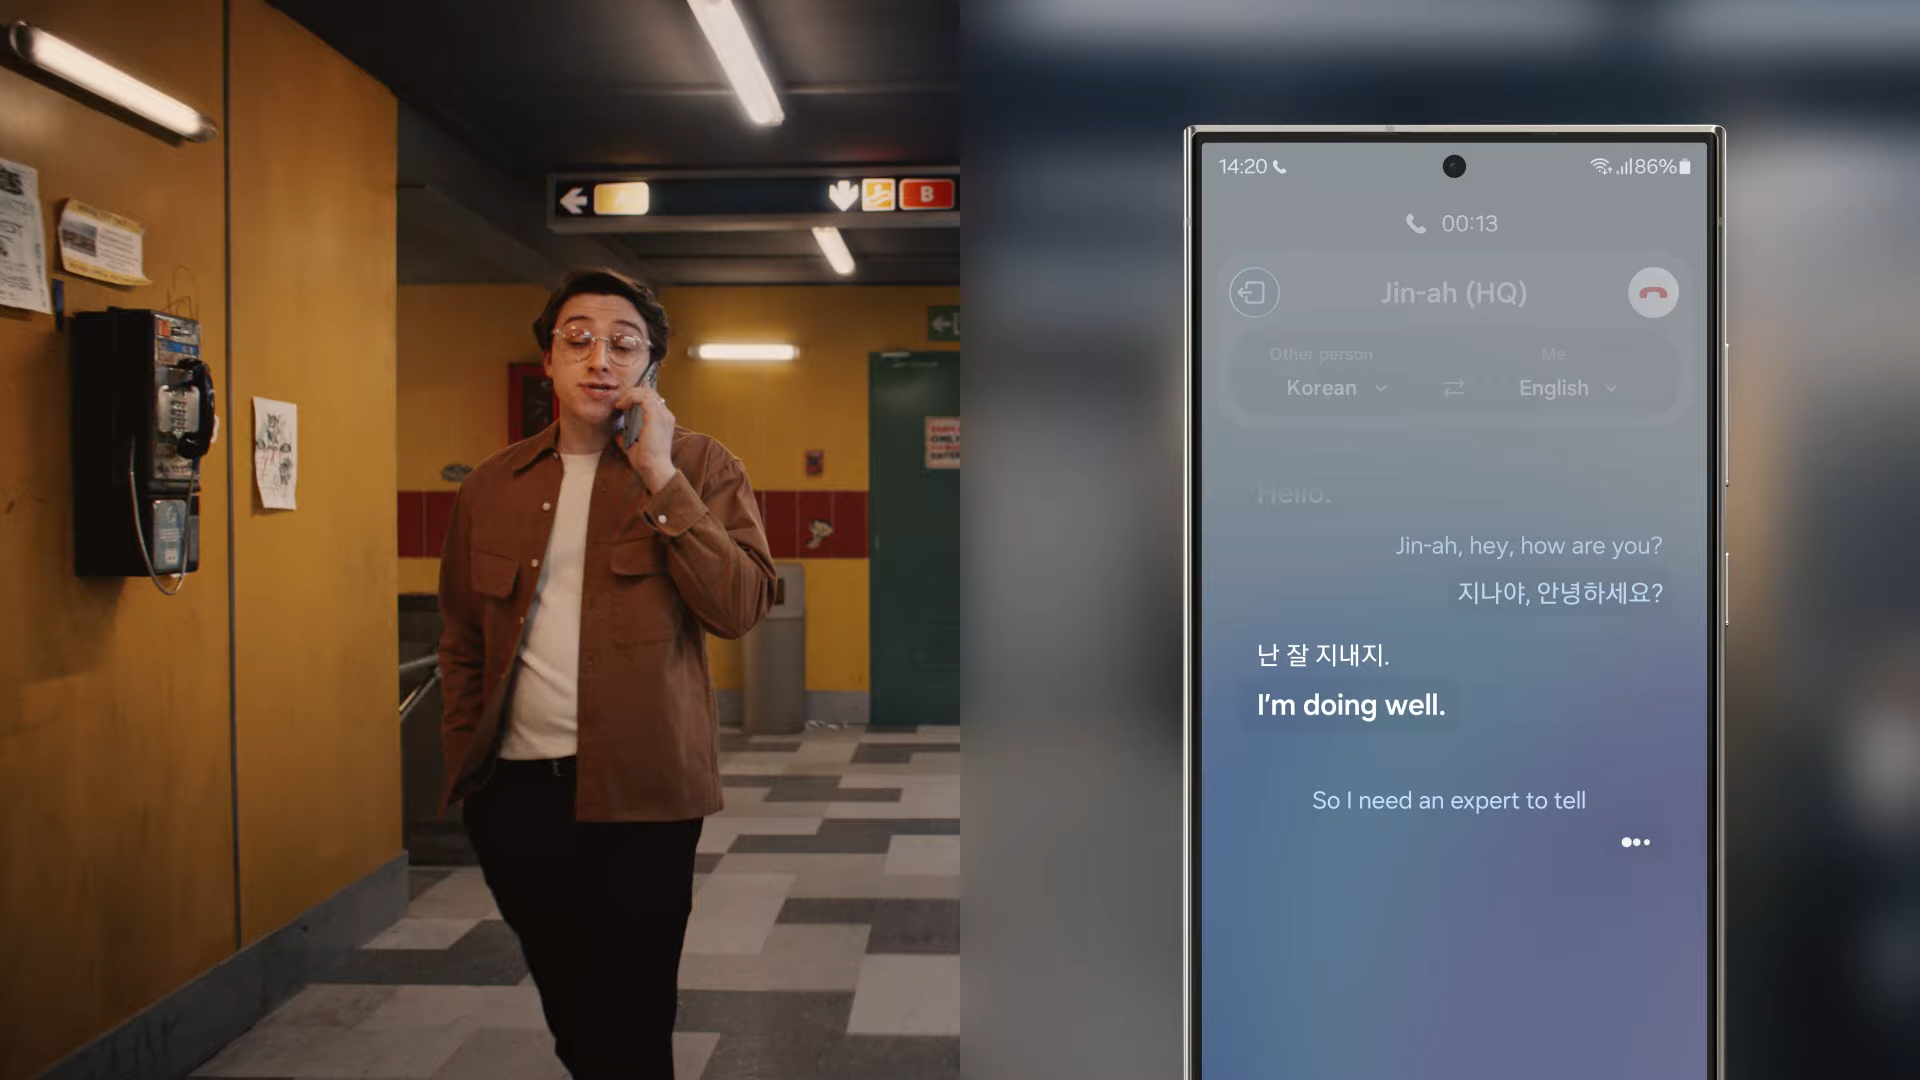 B
ONLY
14:20
86%
00:13
Jin-ah (HQ)
Other person
Me
Korean
English
Hello.
Jin-ah, hey, how are you?
지나야, 안녕하세요?
난 잘 지내지.
I'm doing well.
So I need an expert to tell